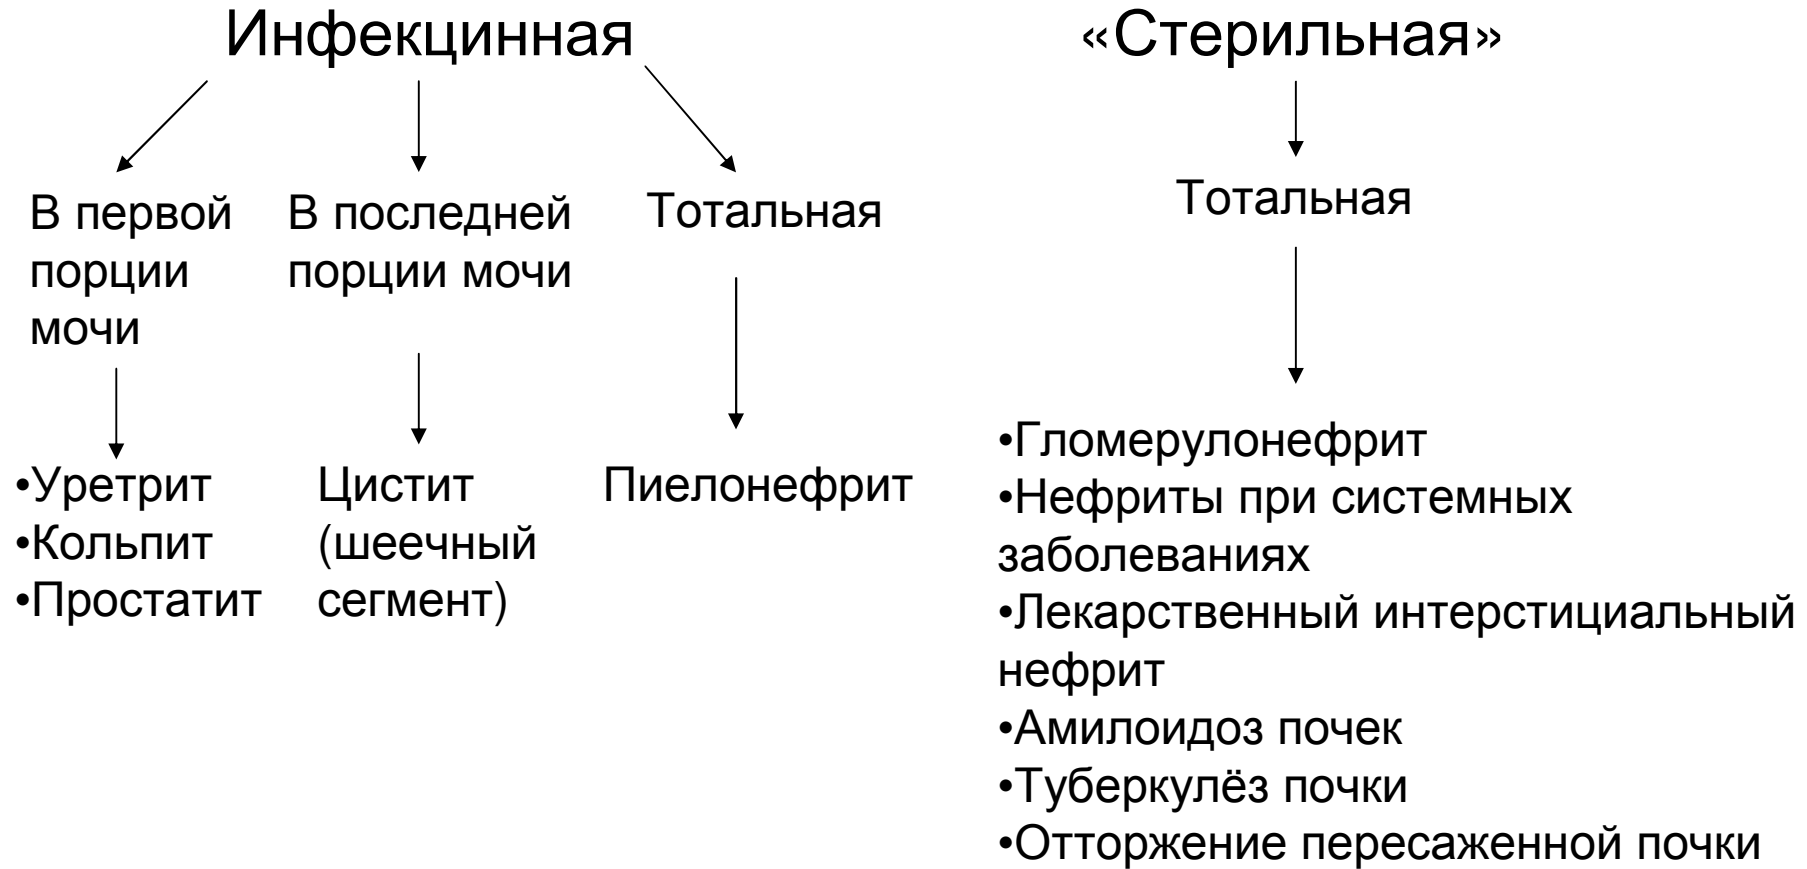 Инфекцинная
«Стерильная»
В первой
порции
мочи
В последней
порции мочи
Тотальная
Тотальная
•Уретрит
•Кольпит
•Простатит
Цистит
(шеечный
сегмент)
Пиелонефрит
•Гломерулонефрит
•Нефриты при системных
заболеваниях
•Лекарственный интерстициальный
нефрит
•Амилоидоз почек
•Туберкулёз почки
•Отторжение пересаженной почки